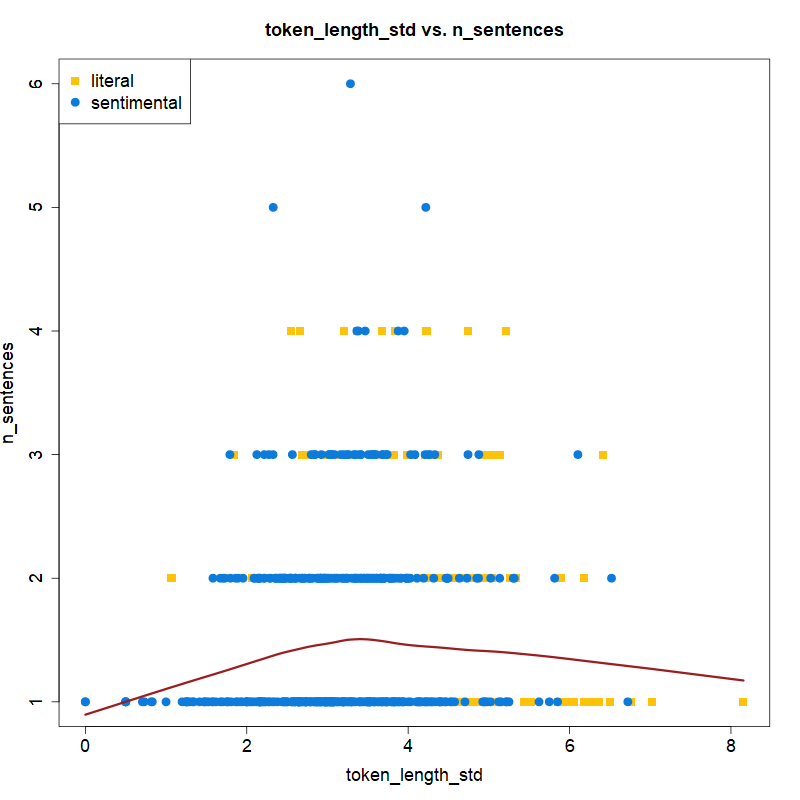 token_length_std vs. n_sentences
literal
sentimental
6
5
4
3
2
1
n_sentences
0 2 4 6 8
token_length_std